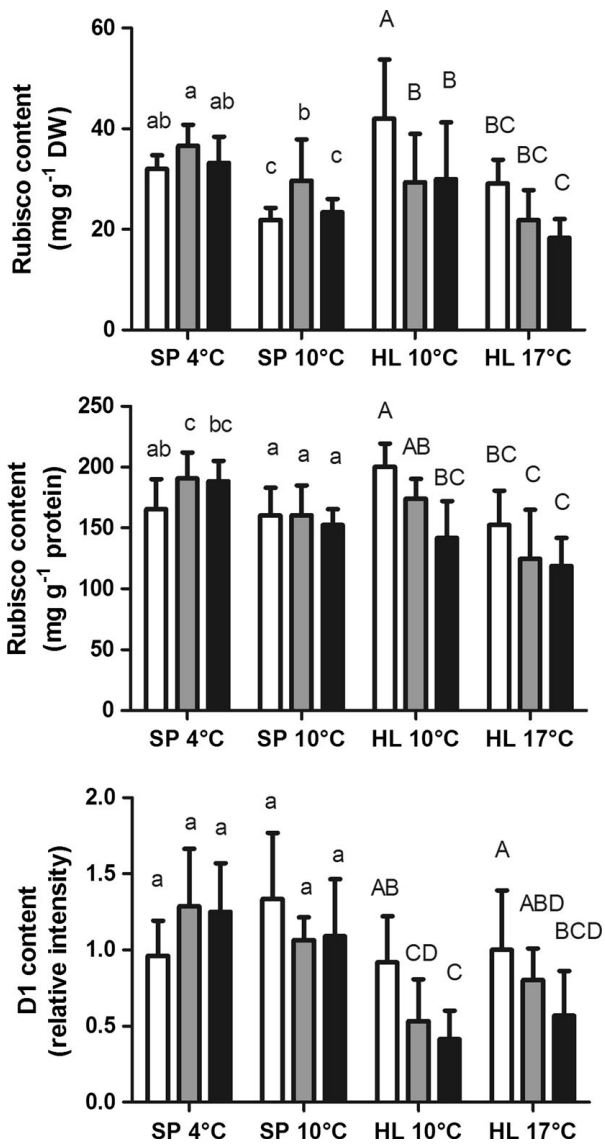 Rubisco content
(mg g⁻¹ DW)
60
40
20
0
ab
a
ab
c
b
c
A
B
B
BC
BC
C
SP 4°C
SP 10°C
HL 10°C
HL 17°C
Rubisco content
(mg g⁻¹ protein)
250
200
150
100
50
0
ab
c
bc
a
a
a
A
AB
BC
BC
C
C
SP 4°C
SP 10°C
HL 10°C
HL 17°C
D1 content
(relative intensity)
2.0
1.5
1.0
0.5
0.0
a
a
a
a
a
a
AB
CD
C
A
ABD
BCD
SP 4°C
SP 10°C
HL 10°C
HL 17°C